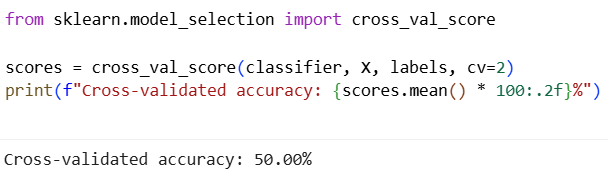 from sklearn.model_selection import cross_val_score
scores = cross_val_score(classifier, X, labels, cv=2)
print(f"Cross-validated accuracy: {scores.mean() * 100:.2f}%")
Cross-validated accuracy: 50.00%